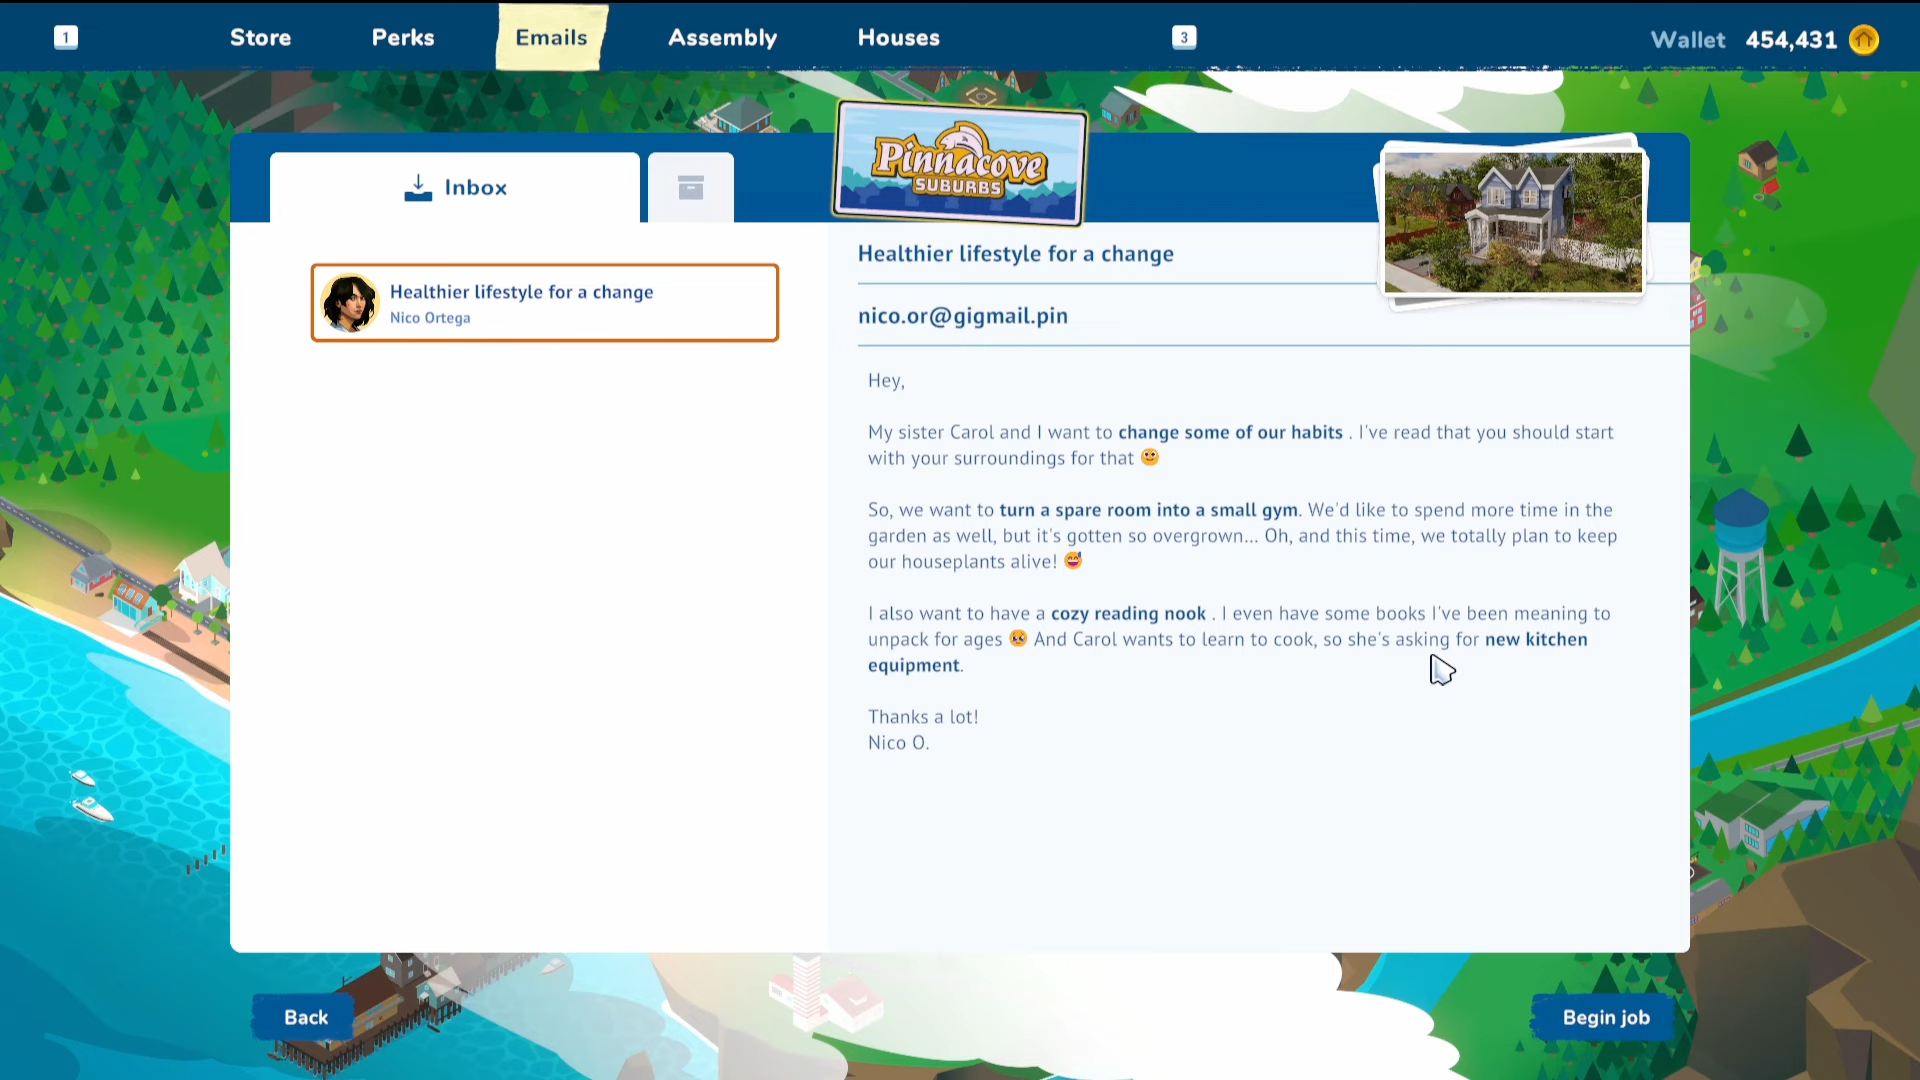 1
Store
Perks
Emails
Assembly
Houses
3
Wallet 454,431
Inbox
Pinnacove
SUBURBS
Healthier lifestyle for a change
Nico Ortega
Healthier lifestyle for a change
nico.or@gigmail.pin
Hey,
My sister Carol and I want to change some of our habits . I've read that you should start
with your surroundings for that 🙂
So, we want to turn a spare room into a small gym. We'd like to spend more time in the
garden as well, but it's gotten so overgrown... Oh, and this time, we totally plan to keep
our houseplants alive! 😅
I also want to have a cozy reading nook . I even have some books I've been meaning to
unpack for ages 🥺 And Carol wants to learn to cook, so she's asking for new kitchen
equipment.
Thanks a lot!
Nico O.
Back
Begin job